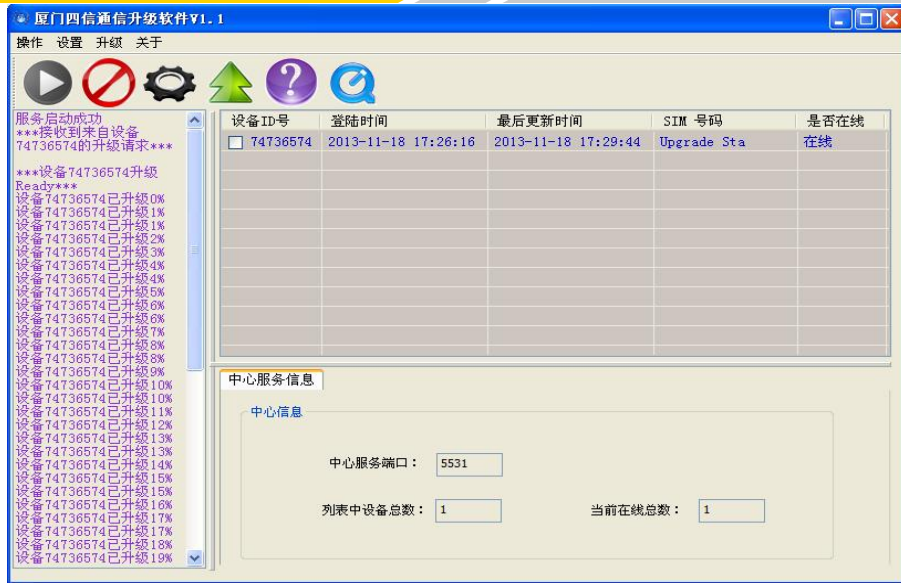 厦门四信通信升级软件V1.1
操作 设置 升级 关于
服务启动成功
***接收到来自设备
74736574的升级请求***
***设备74736574升级
Ready***
设备74736574已升级0%
设备74736574已升级1%
设备74736574已升级1%
设备74736574已升级2%
设备74736574已升级3%
设备74736574已升级4%
设备74736574已升级4%
设备74736574已升级5%
设备74736574已升级6%
设备74736574已升级6%
设备74736574已升级7%
设备74736574已升级8%
设备74736574已升级8%
设备74736574已升级9%
设备74736574已升级10%
设备74736574已升级10%
设备74736574已升级11%
设备74736574已升级12%
设备74736574已升级13%
设备74736574已升级13%
设备74736574已升级14%
设备74736574已升级15%
设备74736574已升级15%
设备74736574已升级16%
设备74736574已升级17%
设备74736574已升级17%
设备74736574已升级18%
设备74736574已升级19%
设备ID号 登陆时间 最后更新时间 SIM 号码 是否在线
74736574 2013-11-18 17:26:16 2013-11-18 17:29:44 Upgrade Sta 在线
中心服务信息
中心信息
中心服务端口： 5531
列表中设备总数： 1 当前在线总数： 1